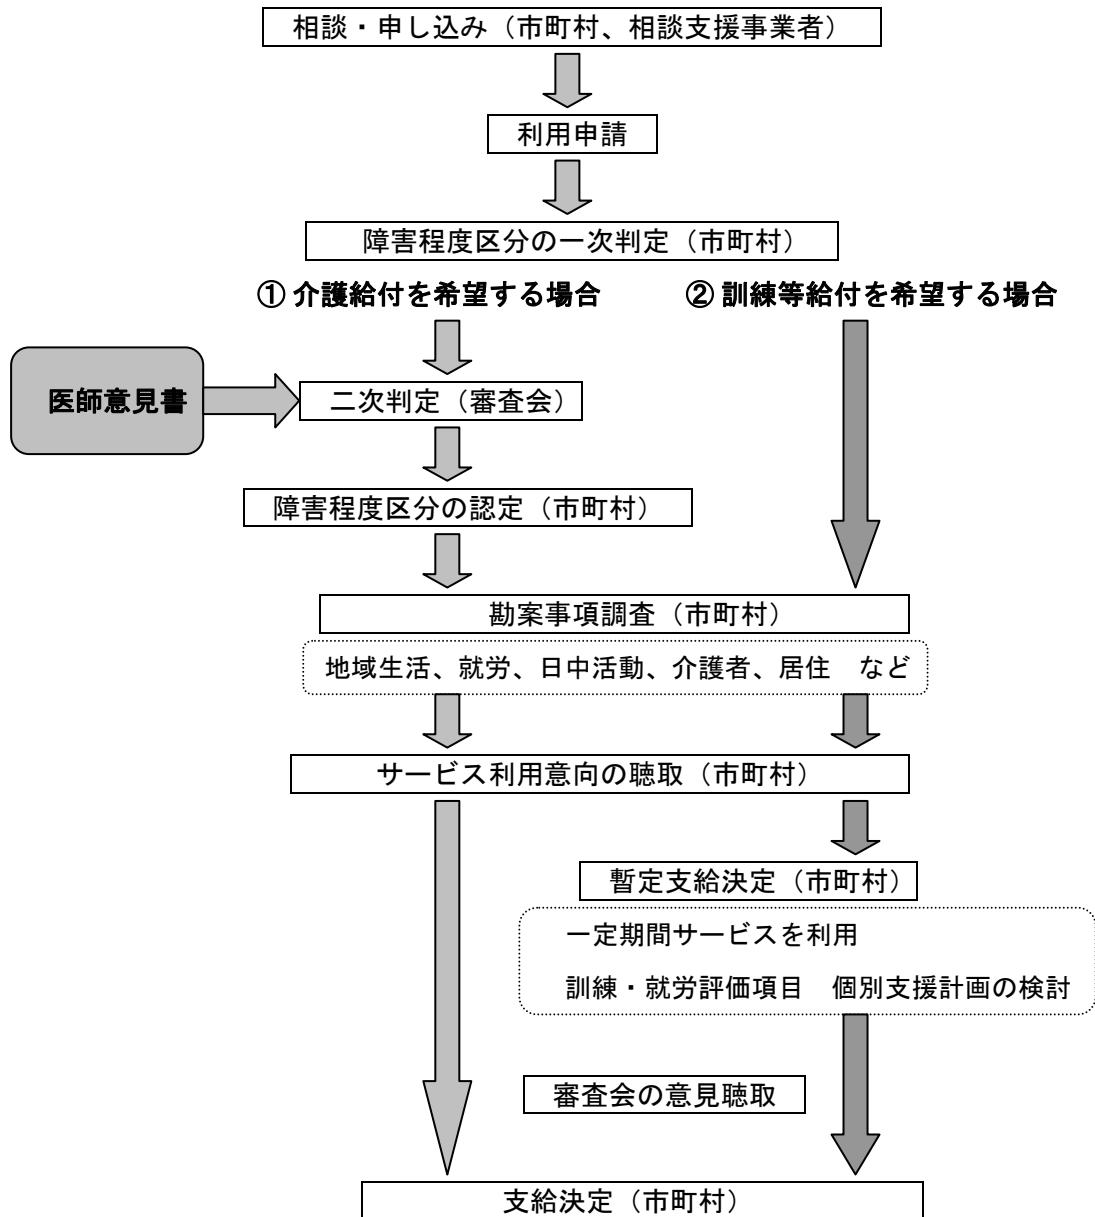 相談・申し込み（市町村、相談支援事業者）
利用申請
障害程度区分の一次判定（市町村）
① 介護給付を希望する場合
② 訓練等給付を希望する場合
医師意見書
二次判定（審査会）
障害程度区分の認定（市町村）
勘案事項調査（市町村）
地域生活、就労、日中活動、介護者、居住　など
サービス利用意向の聴取（市町村）
暫定支給決定（市町村）
一定期間サービスを利用
訓練・就労評価項目　個別支援計画の検討
審査会の意見聴取
支給決定（市町村）